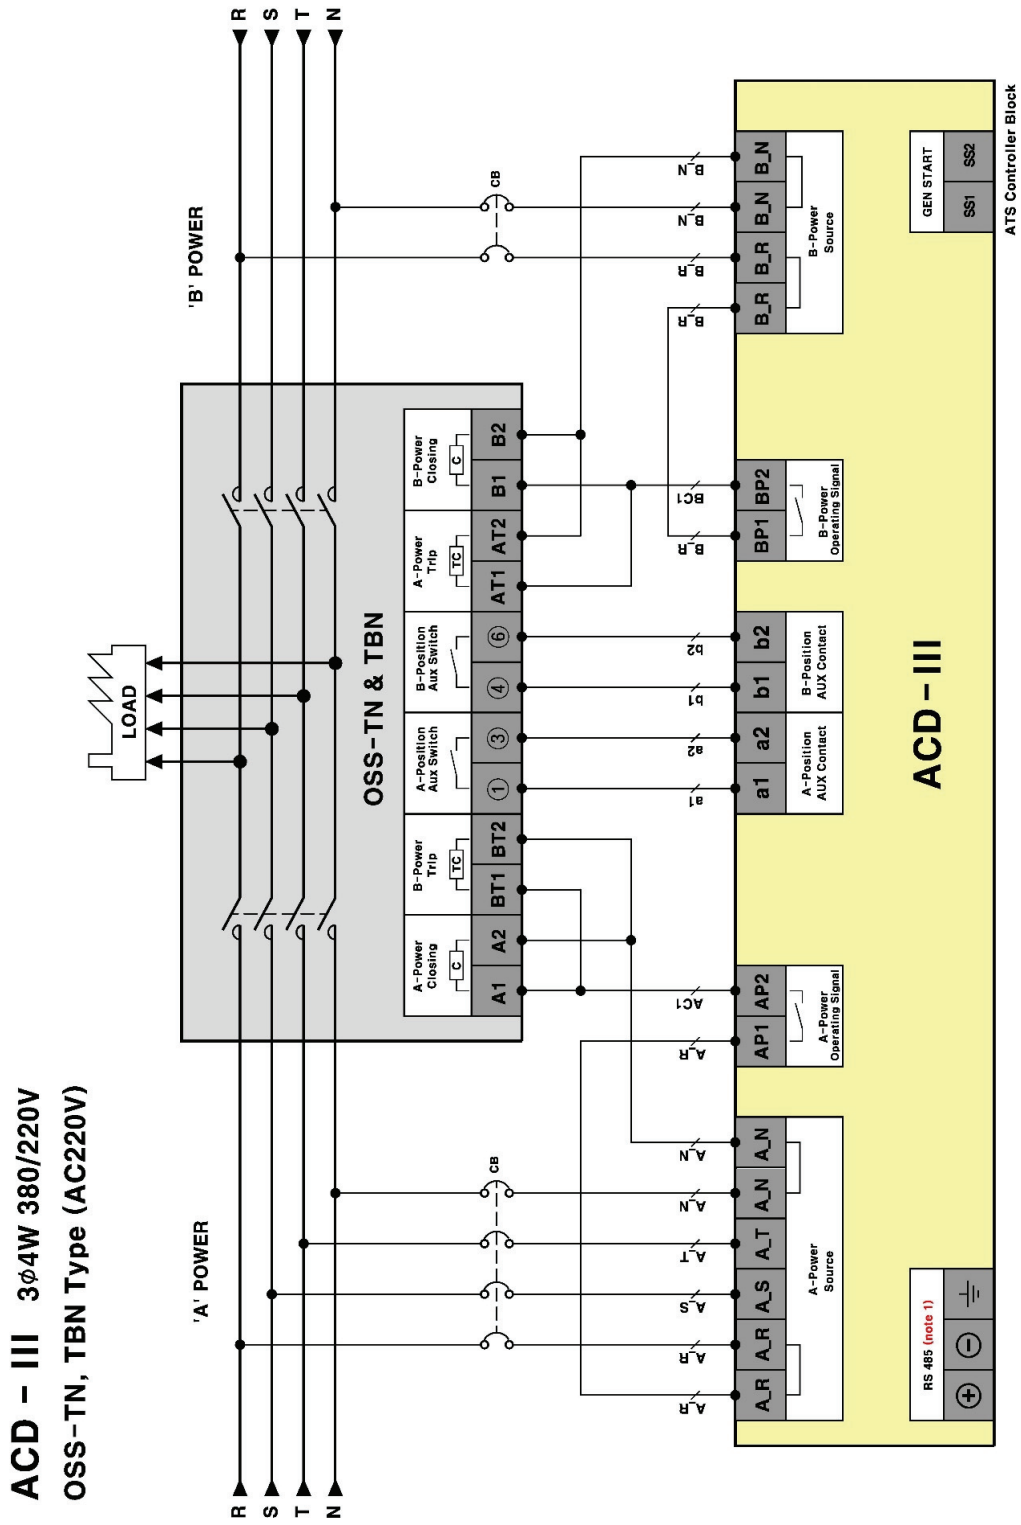 ACD - III 3ϕ4W 380/220V
OSS-TN, TBN Type (AC220V)
'A' POWER
'B' POWER
R
S
T
N
R
S
T
N
LOAD
OSS-TN & TBN
A-Power
Closing
C
B-Power
Trip
TC
A-Position
Aux Switch
B-Position
Aux Switch
A-Power
Trip
TC
B-Power
Closing
C
A1 A2 BT1 BT2 ① ③ ④ ⑥ AT1 AT2 B1 B2
CB
CB
A_R A_R A_S A_T A_N A_N A_R AC1 a1 a2 b1 b2 B_R BC1 B_R B_R B_N B_N
A_R A_R A_S A_T A_N A_N
A-Power
Source
AP1 AP2
A-Power
Operating Signal
a1 a2
A-Position
AUX Contact
b1 b2
B-Position
AUX Contact
BP1 BP2
B-Power
Operating Signal
B_R B_R B_N B_N
B-Power
Source
ACD - III
RS 485 (note 1)
+ −
GEN START
SS1 SS2
ATS Controller Block